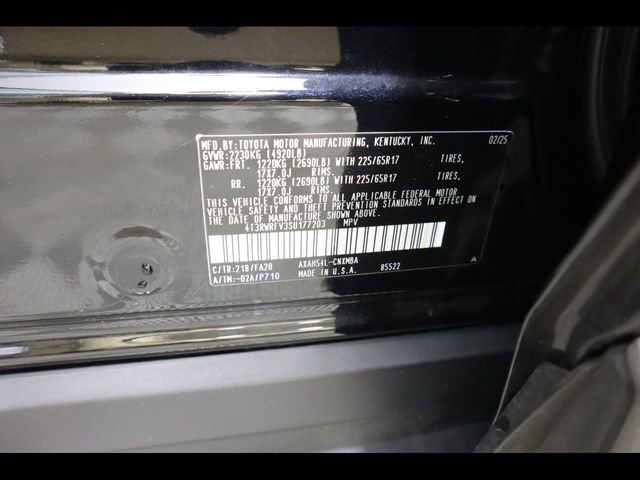 MFD.BY:TOYOTA MOTOR MANUFACTURING, KENTUCKY, INC. 02/25
GVWR:2230KG (4920LB)
GAWR:FRT. 1220KG (2690LB) WITH 225/65R17 TIRES,
17X7.0J RIMS.
RR. 1220KG (2690LB) WITH 225/65R17 TIRES,
17X7.0J RIMS.
THIS VEHICLE CONFORMS TO ALL APPLICABLE FEDERAL MOTOR
VEHICLE SAFETY AND THEFT PREVENTION STANDARDS IN EFFECT ON
THE DATE OF MANUFACTURE SHOWN ABOVE.
4T3RWRFV3SU177203 MPV
C/TR:218/FA20 AXAH54L-CNXMBA A
A/TM:-02A/P710 MADE IN U.S.A. 85522